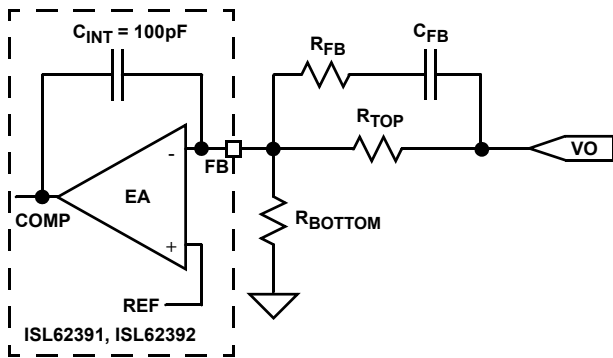 C_INT = 100pF
R_FB
C_FB
R_TOP
VO
-
FB
EA
COMP
R_BOTTOM
+
REF
ISL62391, ISL62392